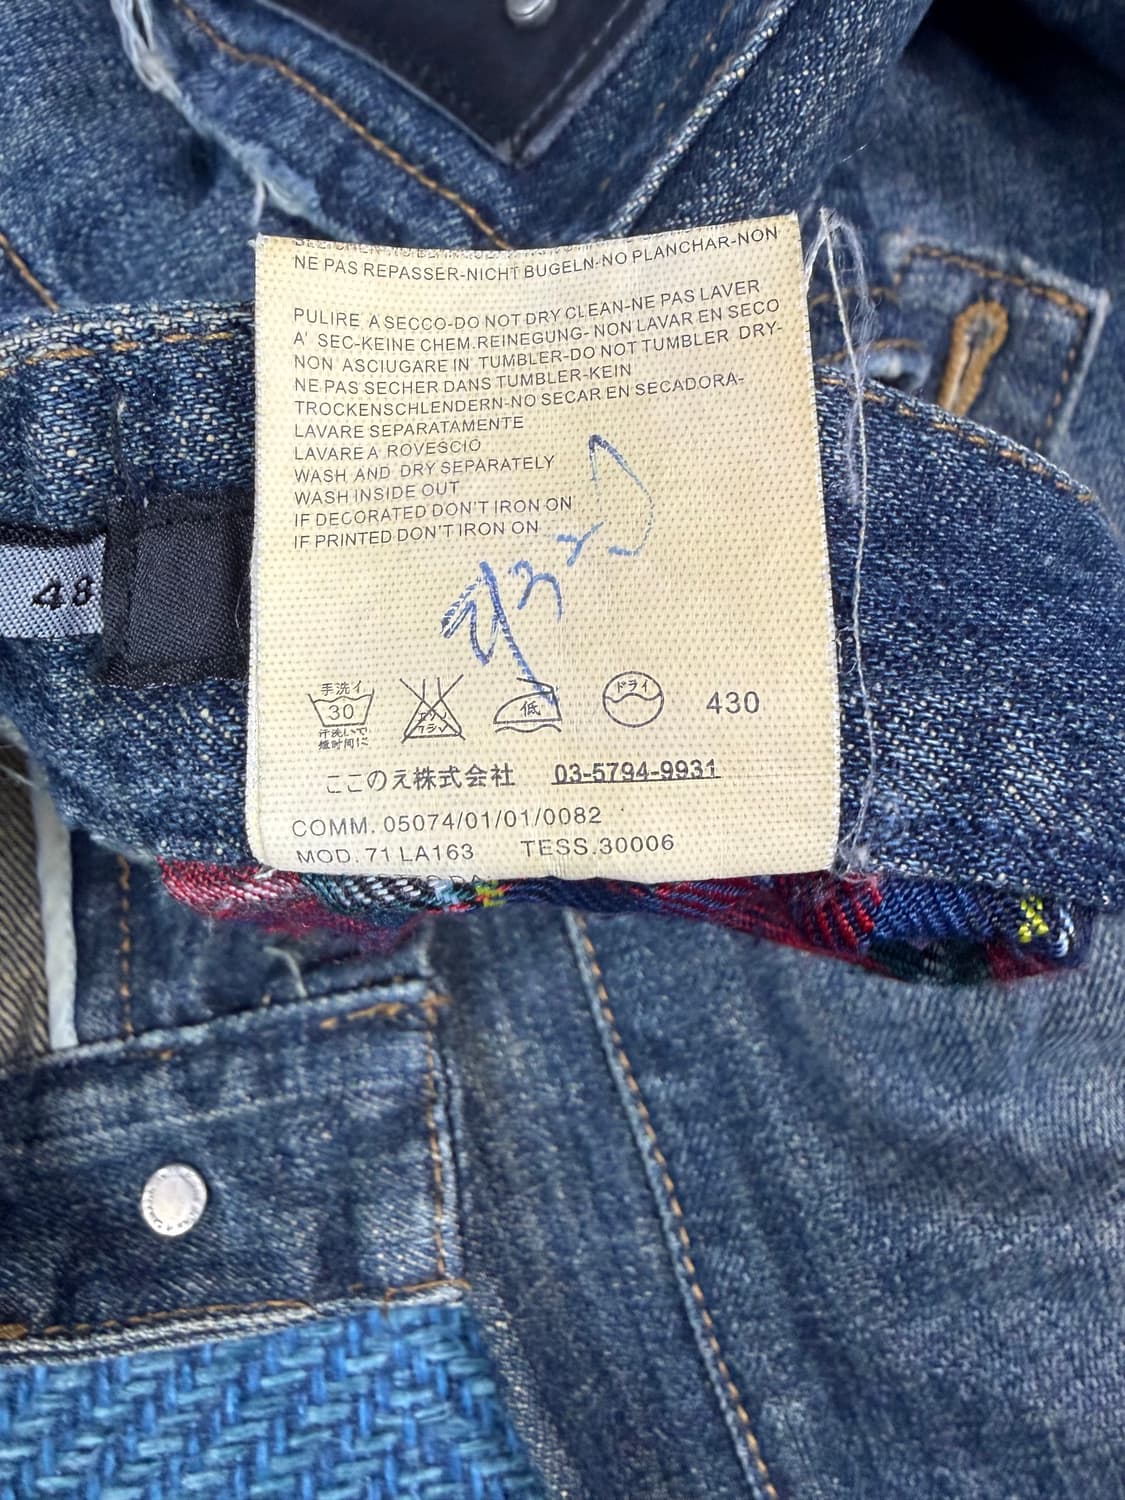 NE PAS REPASSER-NICHT BUGELN-NO PLANCHAR-NON
PULIRE A SECCO-DO NOT DRY CLEAN-NE PAS LAVER
A' SEC-KEINE CHEM.REINEGUNG- NON LAVAR EN SECO
NON ASCIUGARE IN TUMBLER-DO NOT TUMBLER DRY-
NE PAS SECHER DANS TUMBLER-KEIN
TROCKENSCHLENDERN-NO SECAR EN SECADORA-
LAVARE SEPARATAMENTE
LAVARE A ROVESCIO
WASH AND DRY SEPARATELY
WASH INSIDE OUT
IF DECORATED DON'T IRON ON
IF PRINTED DON'T IRON ON
48
手洗イ
30
低
ドライ
430
ここのえ株式会社 03-5794-9931
COMM. 05074/01/01/0082
MOD. 71 LA163 TESS.30006